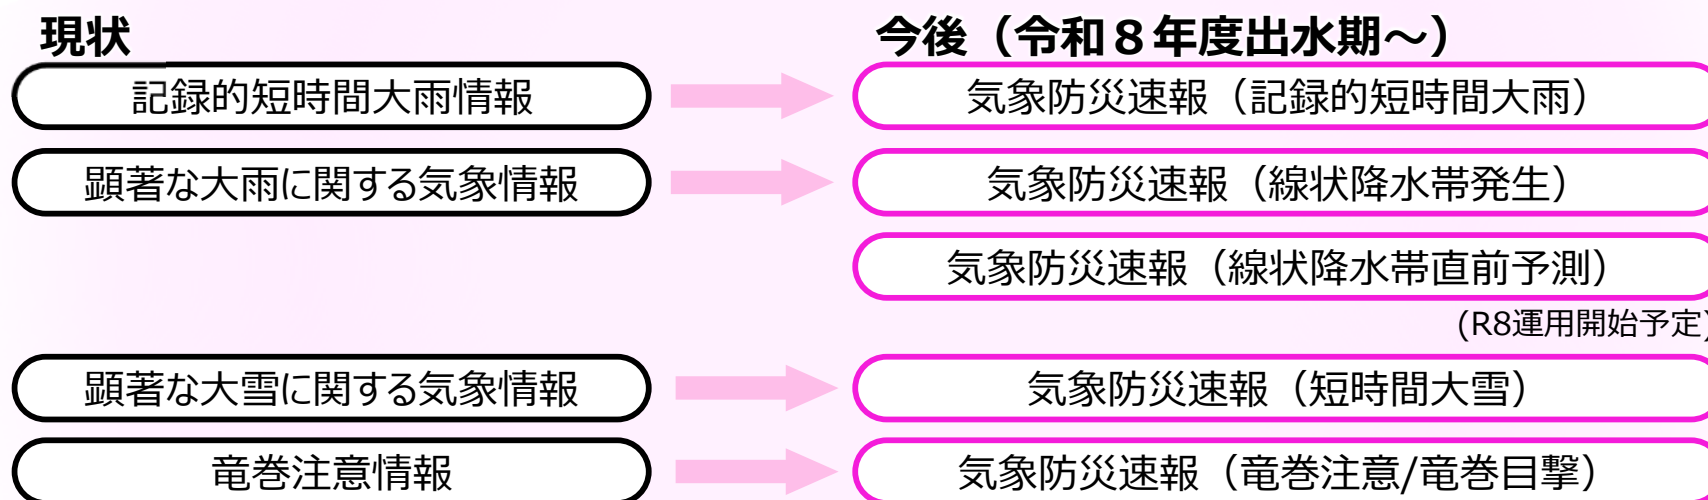 現状
今後（令和８年度出水期～）
記録的短時間大雨情報
気象防災速報（記録的短時間大雨）
顕著な大雨に関する気象情報
気象防災速報（線状降水帯発生）
気象防災速報（線状降水帯直前予測）
(R8運用開始予定)
顕著な大雪に関する気象情報
気象防災速報（短時間大雪）
竜巻注意情報
気象防災速報（竜巻注意/竜巻目撃）